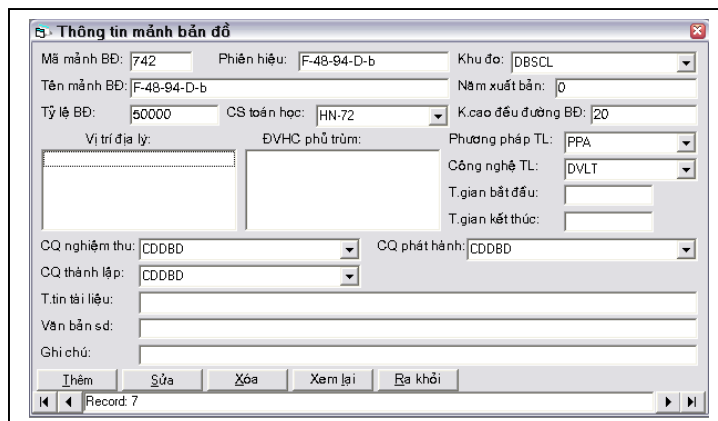 Thông tin mảnh bản đồ
Mã mảnh BĐ: 742 Phiên hiệu: F-48-94-D-b Khu đo: DBSCL
Tên mảnh BĐ: F-48-94-D-b Năm xuất bản: 0
Tỷ lệ BĐ: 50000 CS toán học: HN-72 K.cao đều đường BĐ: 20
Vị trí địa lý: ĐVHC phủ trùm: Phương pháp TL: PPA
Công nghệ TL: DVLT
T.gian bắt đầu:
T.gian kết thúc:
CQ nghiệm thu: CDDBD CQ phát hành: CDDBD
CQ thành lập: CDDBD
T.tin tài liệu:
Văn bản sd:
Ghi chú:
Thêm Sửa Xóa Xem lại Ra khỏi
Record: 7